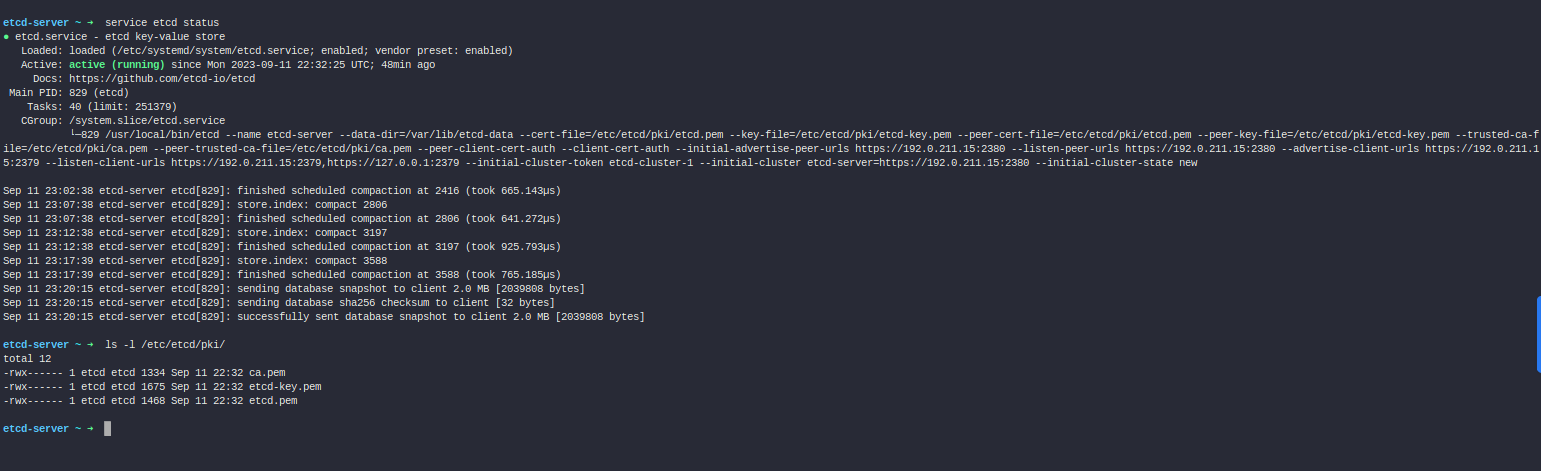 etcd-server ~ ➜  service etcd status
● etcd.service - etcd key-value store
   Loaded: loaded (/etc/systemd/system/etcd.service; enabled; vendor preset: enabled)
   Active: active (running) since Mon 2023-09-11 22:32:25 UTC; 48min ago
     Docs: https://github.com/etcd-io/etcd
 Main PID: 829 (etcd)
    Tasks: 40 (limit: 251379)
   CGroup: /system.slice/etcd.service
           └─829 /usr/local/bin/etcd --name etcd-server --data-dir=/var/lib/etcd-data --cert-file=/etc/etcd/pki/etcd.pem --key-file=/etc/etcd/pki/etcd-key.pem --peer-cert-file=/etc/etcd/pki/etcd.pem --peer-key-file=/etc/etcd/pki/etcd-key.pem --trusted-ca-f
ile=/etc/etcd/pki/ca.pem --peer-trusted-ca-file=/etc/etcd/pki/ca.pem --peer-client-cert-auth --client-cert-auth --initial-advertise-peer-urls https://192.0.211.15:2380 --listen-peer-urls https://192.0.211.15:2380 --advertise-client-urls https://192.0.211.1
5:2379 --listen-client-urls https://192.0.211.15:2379,https://127.0.0.1:2379 --initial-cluster-token etcd-cluster-1 --initial-cluster etcd-server=https://192.0.211.15:2380 --initial-cluster-state new
Sep 11 23:02:38 etcd-server etcd[829]: finished scheduled compaction at 2416 (took 665.143µs)
Sep 11 23:07:38 etcd-server etcd[829]: store.index: compact 2806
Sep 11 23:07:38 etcd-server etcd[829]: finished scheduled compaction at 2806 (took 641.272µs)
Sep 11 23:12:38 etcd-server etcd[829]: store.index: compact 3197
Sep 11 23:12:38 etcd-server etcd[829]: finished scheduled compaction at 3197 (took 925.793µs)
Sep 11 23:17:39 etcd-server etcd[829]: store.index: compact 3588
Sep 11 23:17:39 etcd-server etcd[829]: finished scheduled compaction at 3588 (took 765.185µs)
Sep 11 23:20:15 etcd-server etcd[829]: sending database snapshot to client 2.0 MB [2039808 bytes]
Sep 11 23:20:15 etcd-server etcd[829]: sending database sha256 checksum to client [32 bytes]
Sep 11 23:20:15 etcd-server etcd[829]: successfully sent database snapshot to client 2.0 MB [2039808 bytes]
etcd-server ~ ➜  ls -l /etc/etcd/pki/
total 12
-rwx------ 1 etcd etcd 1334 Sep 11 22:32 ca.pem
-rwx------ 1 etcd etcd 1675 Sep 11 22:32 etcd-key.pem
-rwx------ 1 etcd etcd 1468 Sep 11 22:32 etcd.pem
etcd-server ~ ➜